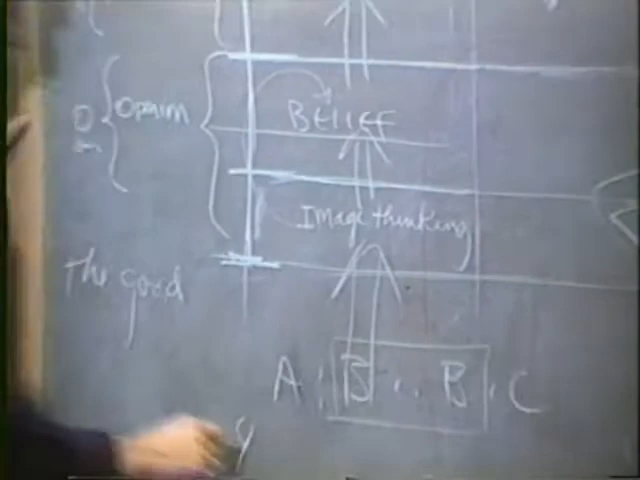 BELIEF
Opinion
Image thinking
The good
A : B :: B : C
y